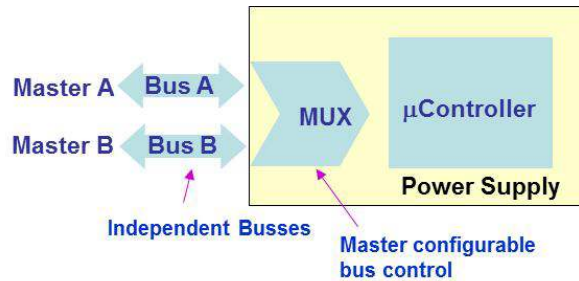 Master A
Bus A
Master B
Bus B
MUX
μController
Power Supply
Independent Busses
Master configurable
bus control